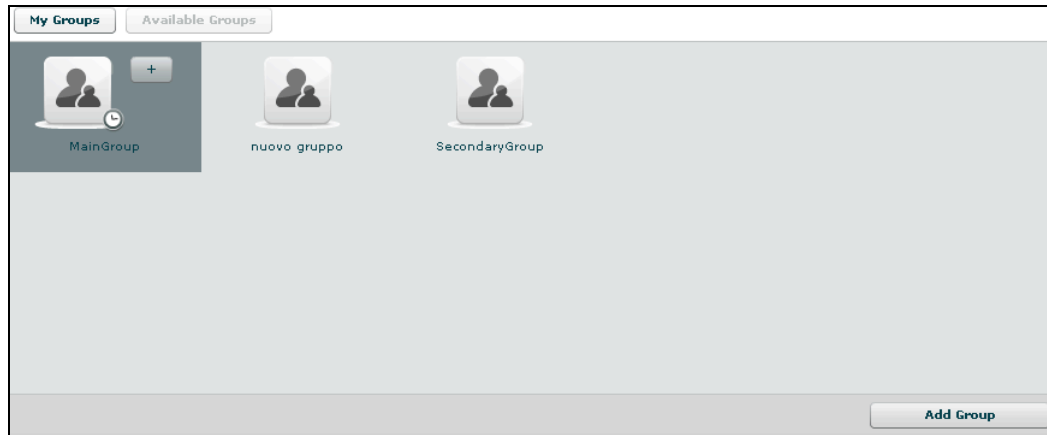 My Groups
Available Groups
+
MainGroup
nuovo gruppo
SecondaryGroup
Add Group